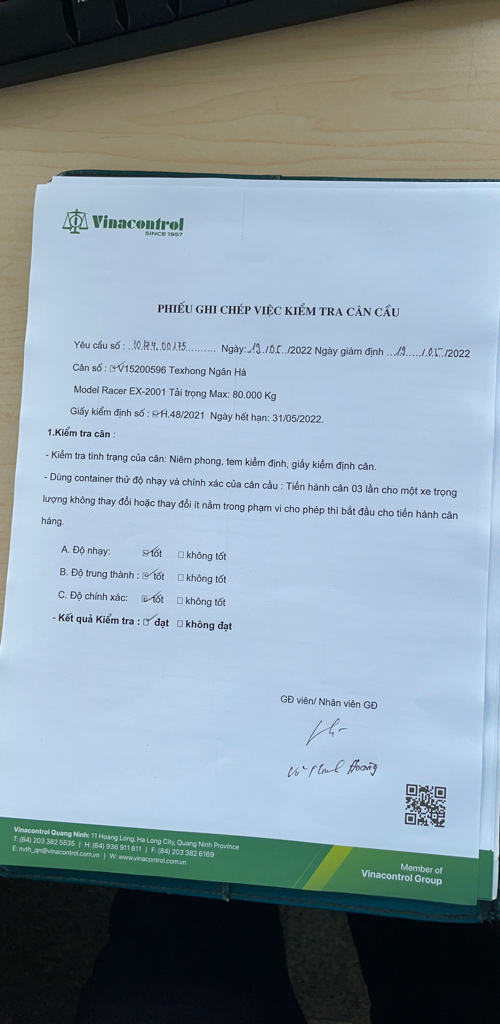 Vinacontrol
SINCE 1957
PHIẾU GHI CHÉP VIỆC KIỂM TRA CÂN CẦU
Yêu cầu số : ............ Ngày: 19/05../2022 Ngày giám định ...19...../.05../2022
Cân số : V15200596 Texhong Ngân Hà
Model Racer EX-2001 Tải trọng Max: 80.000 Kg
Giấy kiểm định số : H.48/2021 Ngày hết hạn: 31/05/2022.
1.Kiểm tra cân :
- Kiểm tra tình trạng của cân: Niêm phong, tem kiểm định, giấy kiểm định cân.
- Dùng container thử độ nhạy và chính xác của cân cầu : Tiến hành cân 03 lần cho một xe trọng
lượng không thay đổi hoặc thay đổi ít nằm trong phạm vi cho phép thì bắt đầu cho tiến hành cân
hàng.
A. Độ nhạy: ☑ tốt ☐ không tốt
B. Độ trung thành : ☑ tốt ☐ không tốt
C. Độ chính xác: ☑ tốt ☐ không tốt
- Kết quả Kiểm tra : ☑ đạt ☐ không đạt
GĐ viên/ Nhân viên GĐ
Hoàng
Vinacontrol Quang Ninh: 11 Hoang Long, Ha Long City, Quang Ninh Province
T: (84) 203 382 5535 | H: (84) 936 911 811 | F: (84) 203 382 6169
E: nvth_qn@vinacontrol.com.vn | W: www.vinacontrol.com.vn
Member of
Vinacontrol Group